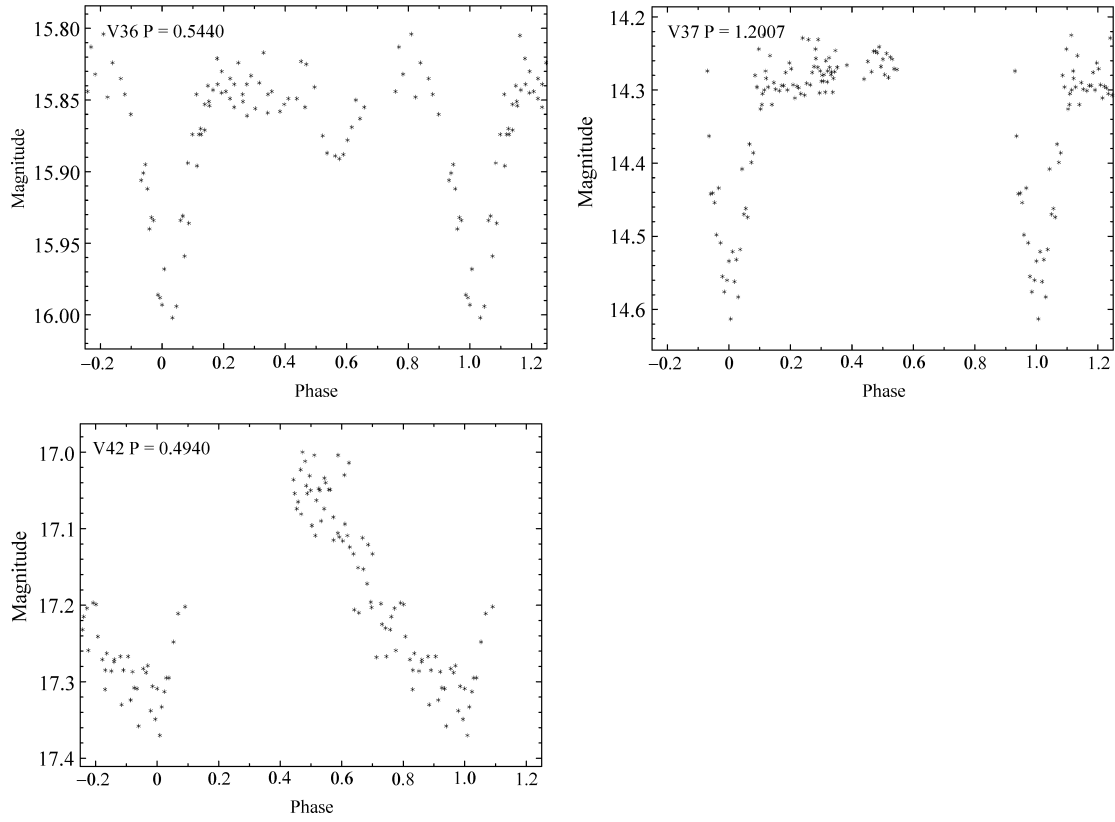 V36 P = 0.5440
15.80
15.85
15.90
15.95
16.00
Magnitude
−0.2 0 0.2 0.4 0.6 0.8 1.0 1.2
Phase
V37 P = 1.2007
14.2
14.3
14.4
14.5
14.6
Magnitude
−0.2 0 0.2 0.4 0.6 0.8 1.0 1.2
Phase
V42 P = 0.4940
17.0
17.1
17.2
17.3
17.4
Magnitude
−0.2 0 0.2 0.4 0.6 0.8 1.0 1.2
Phase